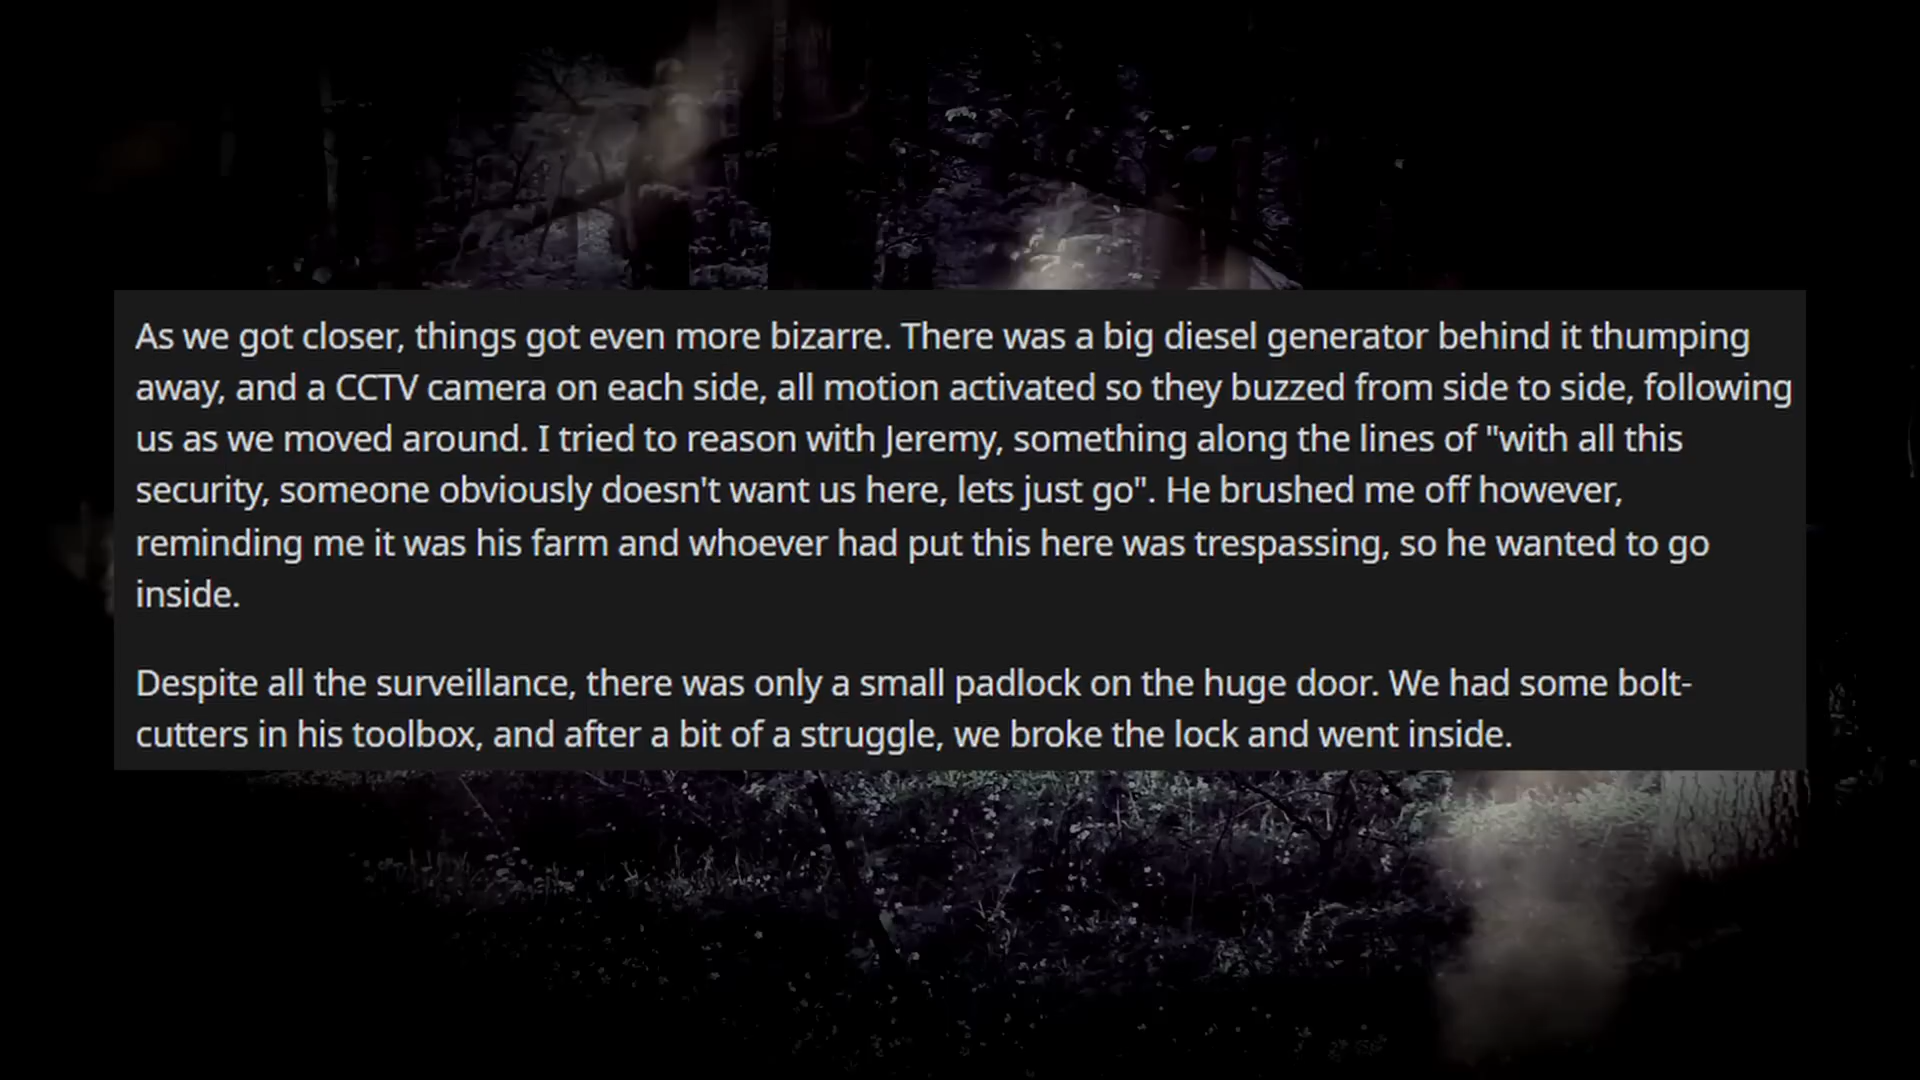 As we got closer, things got even more bizarre. There was a big diesel generator behind it thumping
away, and a CCTV camera on each side, all motion activated so they buzzed from side to side, following
us as we moved around. I tried to reason with Jeremy, something along the lines of "with all this
security, someone obviously doesn't want us here, lets just go". He brushed me off however,
reminding me it was his farm and whoever had put this here was trespassing, so he wanted to go
inside.
Despite all the surveillance, there was only a small padlock on the huge door. We had some bolt-
cutters in his toolbox, and after a bit of a struggle, we broke the lock and went inside.